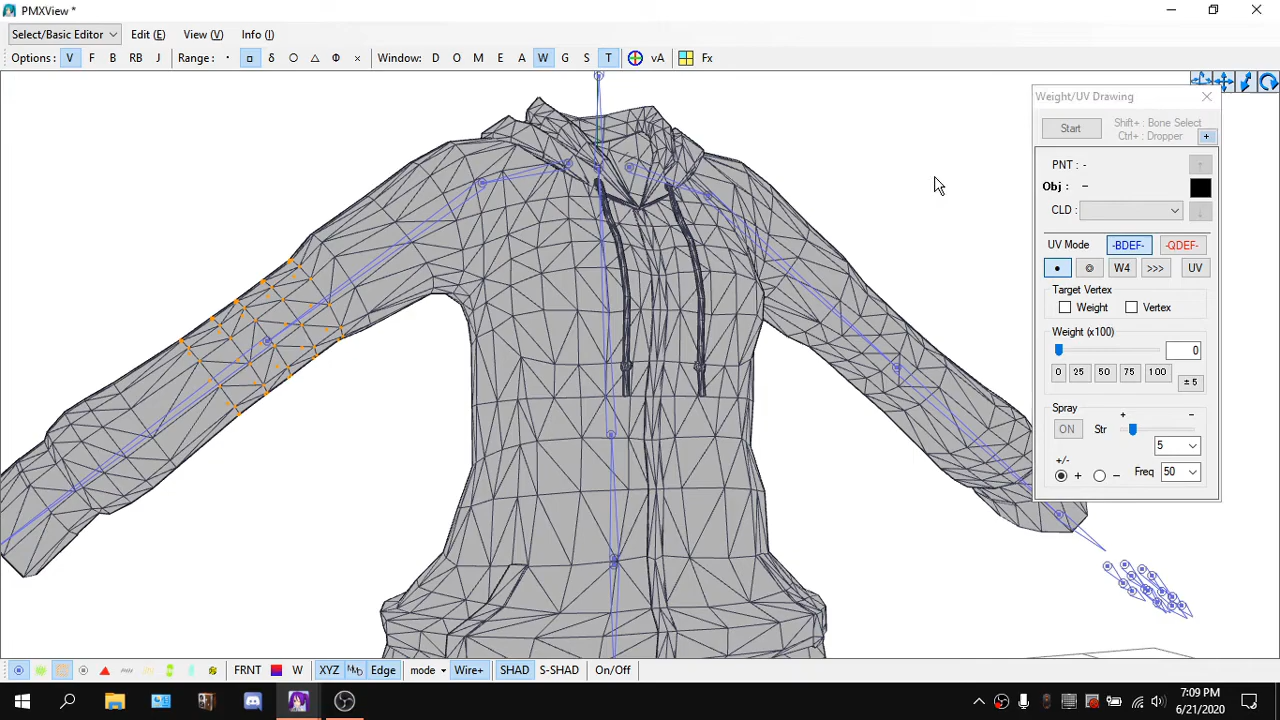 PMXView *
Select/Basic Editor Edit (E) View (V) Info (I)
Options: V F B RB J Range: · □ δ ○ △ Φ × Window: D O M E A W G S T vA Fx
Weight/UV Drawing
Start
Shift+ : Bone Select
Ctrl+ : Dropper
+
PNT : -
Obj : –
CLD :
UV Mode -BDEF- -QDEF-
● ◎ W4 >>> UV
Target Vertex
Weight Vertex
Weight (x100)
0
0 25 50 75 100 ± 5
Spray
ON Str + −
5
+/-
+ − Freq 50
FRNT W XYZ Edge mode Wire+ SHAD S-SHAD On/Off
7:09 PM
6/21/2020